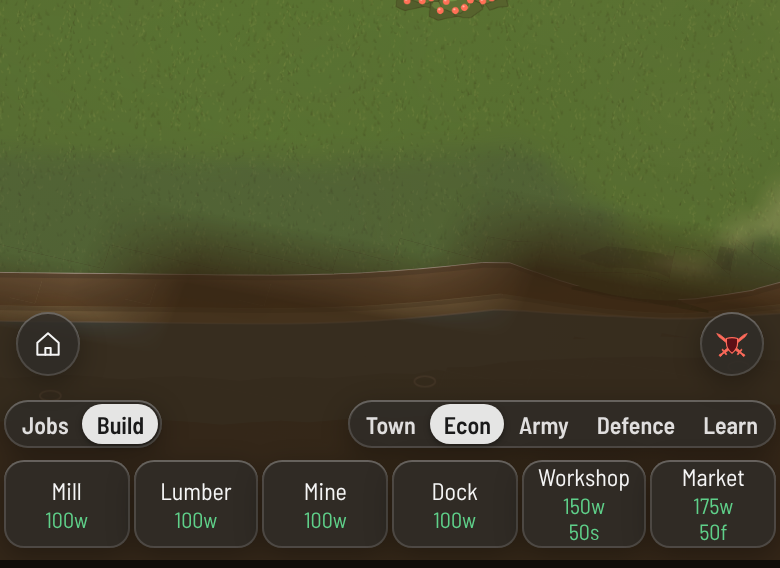 Jobs Build
Town Econ Army Defence Learn
Mill
100w
Lumber
100w
Mine
100w
Dock
100w
Workshop
150w
50s
Market
175w
50f